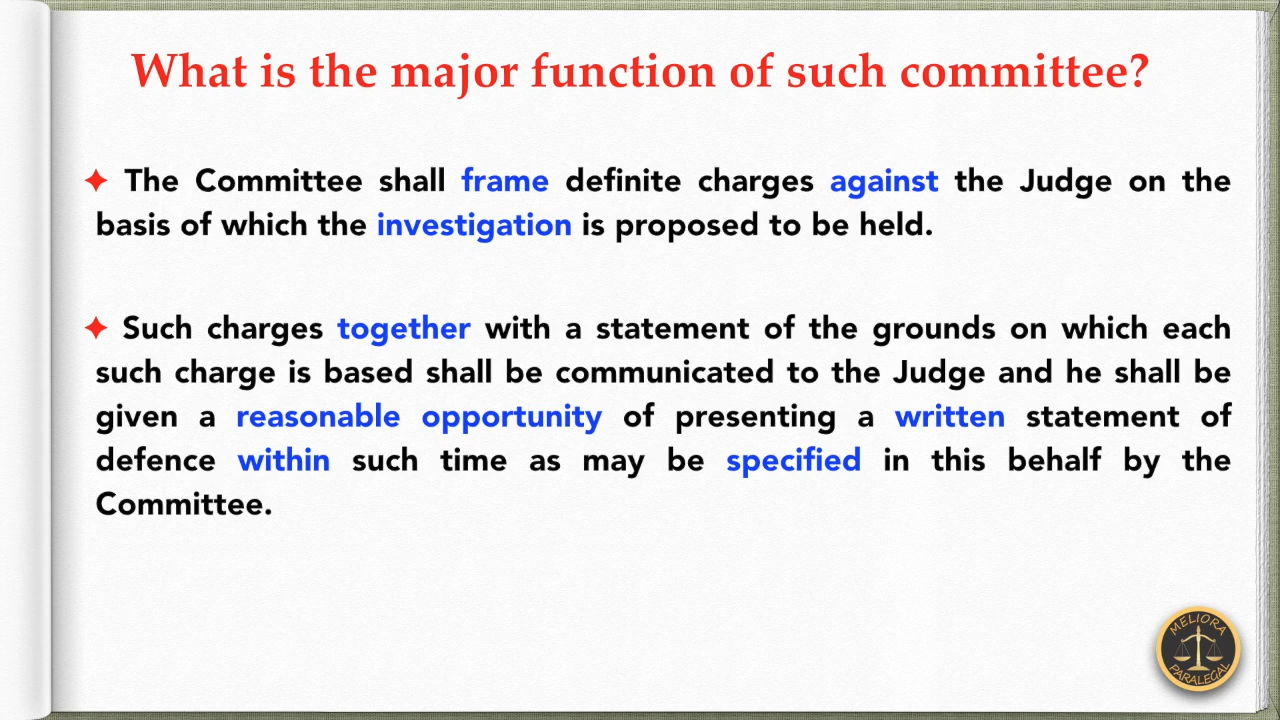 What is the major function of such committee?
✦ The Committee shall frame definite charges against the Judge on the
basis of which the investigation is proposed to be held.
✦ Such charges together with a statement of the grounds on which each
such charge is based shall be communicated to the Judge and he shall be
given a reasonable opportunity of presenting a written statement of
defence within such time as may be specified in this behalf by the
Committee.
MELIORA
PARALEGAL